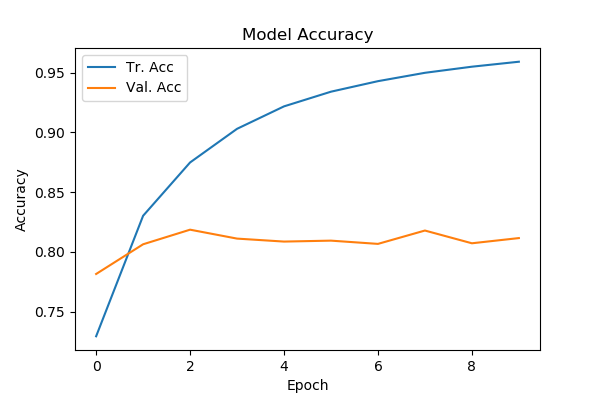 Model Accuracy
Tr. Acc
Val. Acc
Accuracy
0.95
0.90
0.85
0.80
0.75
0 2 4 6 8
Epoch